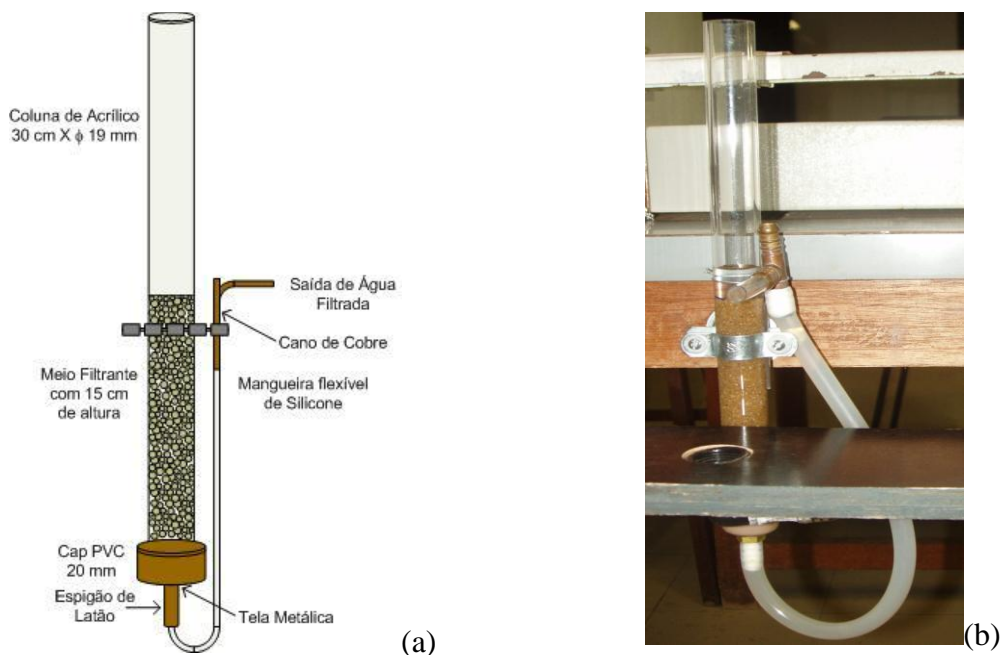 Coluna de Acrílico
30 cm X ϕ 19 mm
Saída de Água
Filtrada
Cano de Cobre
Meio Filtrante
com 15 cm
de altura
Mangueira flexível
de Silicone
Cap PVC
20 mm
Espigão de
Latão
Tela Metálica
(a)
(b)